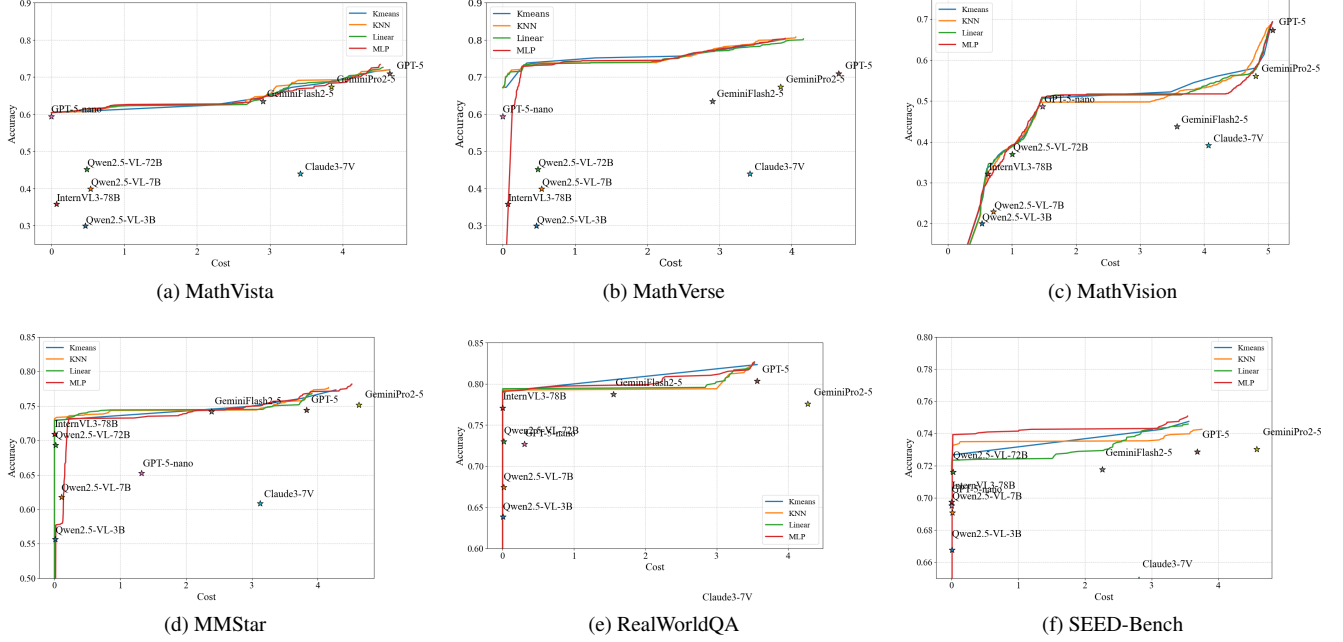 0.9
0.8
0.7
0.6
0.5
0.4
0.3
Accuracy
0
1
2
3
4
Cost
Kmeans
KNN
Linear
MLP
GPT-5
GeminiPro2-5
GeminiFlash2-5
GPT-5-nano
Qwen2.5-VL-72B
Claude3-7V
Qwen2.5-VL-7B
InternVL3-78B
Qwen2.5-VL-3B
(a) MathVista
0.9
0.8
0.7
0.6
0.5
0.4
0.3
Accuracy
0
1
2
3
4
Cost
Kmeans
KNN
Linear
MLP
GPT-5
GeminiPro2-5
GeminiFlash2-5
GPT-5-nano
Qwen2.5-VL-72B
Claude3-7V
Qwen2.5-VL-7B
InternVL3-78B
Qwen2.5-VL-3B
(b) MathVerse
0.7
0.6
0.5
0.4
0.3
0.2
Accuracy
0
1
2
3
4
5
Cost
Kmeans
KNN
Linear
MLP
GPT-5
GeminiPro2-5
GPT-5-nano
GeminiFlash2-5
Qwen2.5-VL-72B
Claude3-7V
InternVL3-78B
Qwen2.5-VL-7B
Qwen2.5-VL-3B
(c) MathVision
0.85
0.80
0.75
0.70
0.65
0.60
0.55
0.50
Accuracy
0
1
2
3
4
Cost
Kmeans
KNN
Linear
MLP
GeminiPro2-5
GeminiFlash2-5
GPT-5
InternVL3-78B
Qwen2.5-VL-72B
GPT-5-nano
Qwen2.5-VL-7B
Claude3-7V
Qwen2.5-VL-3B
(d) MMStar
0.85
0.80
0.75
0.70
0.65
0.60
Accuracy
0
1
2
3
4
Cost
GPT-5
GeminiFlash2-5
GeminiPro2-5
InternVL3-78B
Qwen2.5-VL-72B
GPT-5-nano
Qwen2.5-VL-7B
Qwen2.5-VL-3B
Kmeans
KNN
Linear
MLP
Claude3-7V
(e) RealWorldQA
0.80
0.78
0.76
0.74
0.72
0.70
0.68
0.66
Accuracy
0
1
2
3
4
Cost
Kmeans
KNN
Linear
MLP
GPT-5
GeminiPro2-5
GeminiFlash2-5
Qwen2.5-VL-72B
InternVL3-78B
GPT-5-nano
Qwen2.5-VL-7B
Qwen2.5-VL-3B
Claude3-7V
(f) SEED-Bench